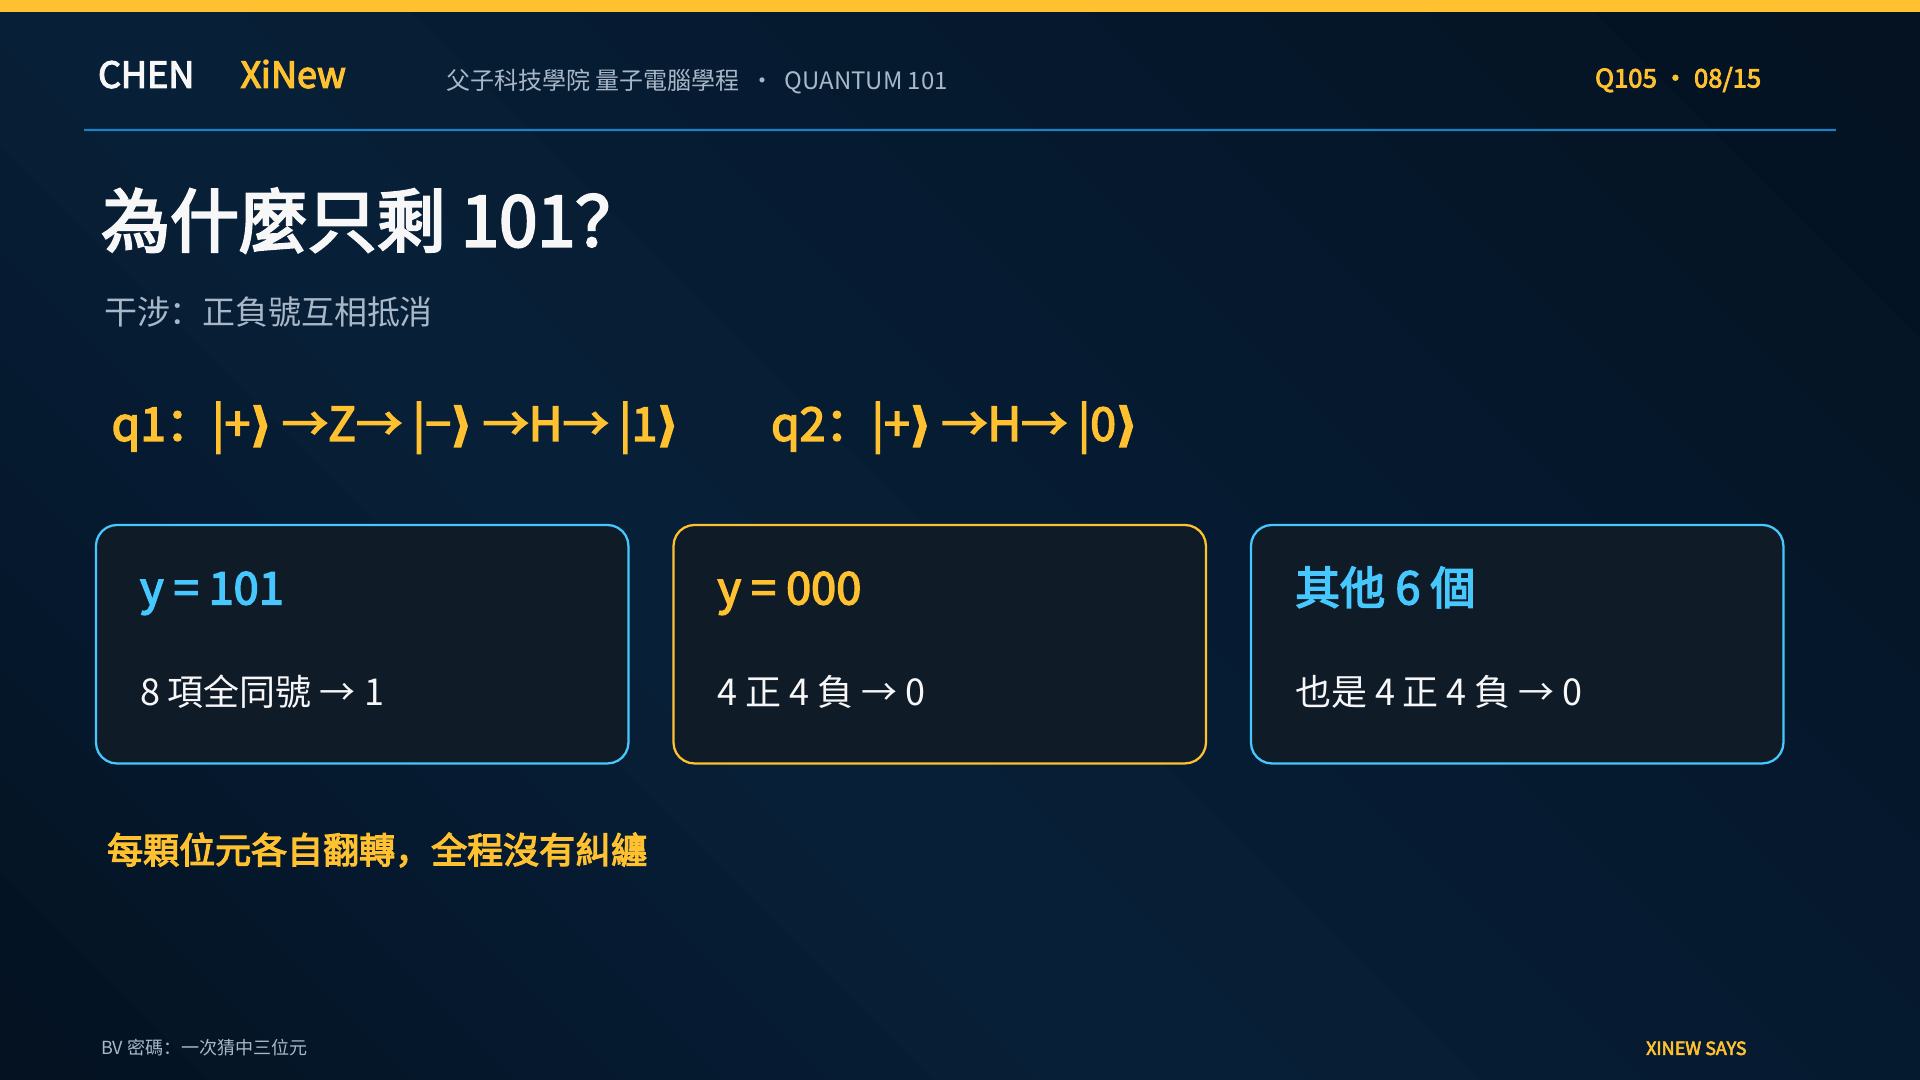 CHEN XiNew 父子科技學院 量子電腦學程 · QUANTUM 101 Q105 · 08/15
為什麼只剩 101?
干涉：正負號互相抵消
q1：|+⟩ →Z→ |−⟩ →H→ |1⟩ q2：|+⟩ →H→ |0⟩
y = 101
8 項全同號 → 1
y = 000
4 正 4 負 → 0
其他 6 個
也是 4 正 4 負 → 0
每顆位元各自翻轉，全程沒有糾纏
BV 密碼：一次猜中三位元
XINEW SAYS